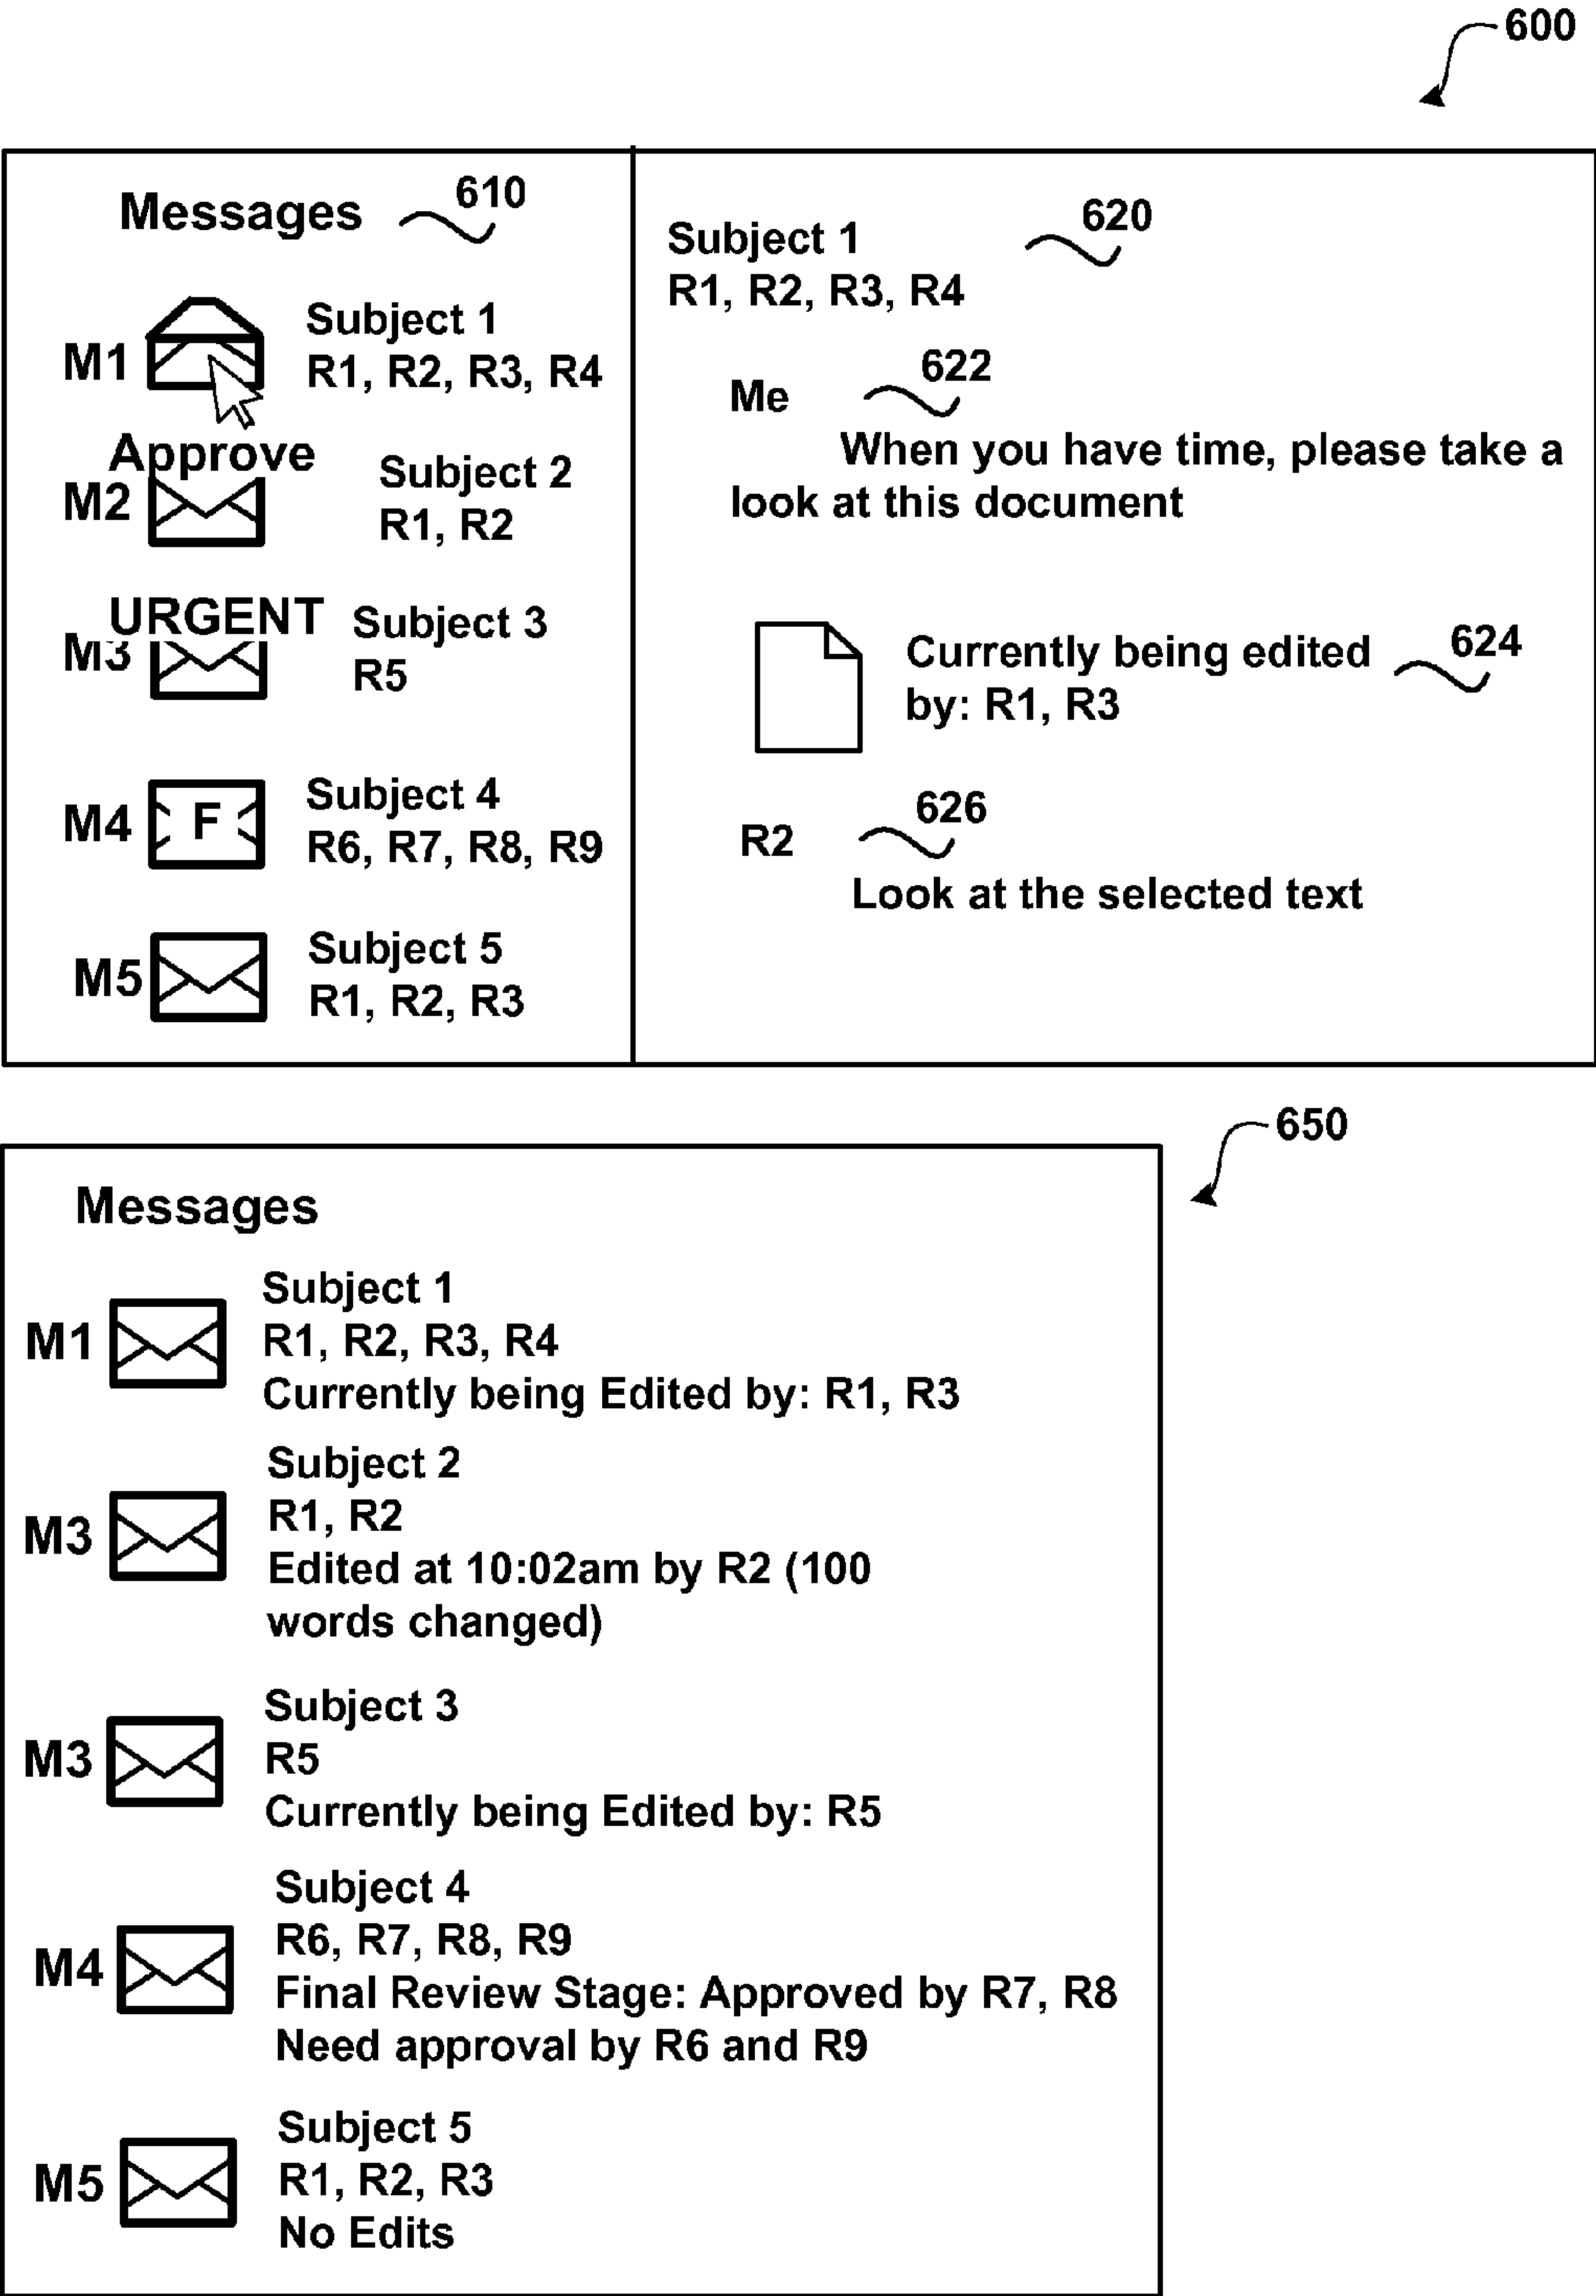 600
Messages
610
M1
Subject 1
R1, R2, R3, R4
Approve
M2
Subject 2
R1, R2
URGENT
M3
Subject 3
R5
M4
F
Subject 4
R6, R7, R8, R9
M5
Subject 5
R1, R2, R3
Subject 1
620
R1, R2, R3, R4
Me
622
When you have time, please take a
look at this document
Currently being edited
624
by: R1, R3
R2
626
Look at the selected text
650
Messages
M1
Subject 1
R1, R2, R3, R4
Currently being Edited by: R1, R3
M3
Subject 2
R1, R2
Edited at 10:02am by R2 (100
words changed)
M3
Subject 3
R5
Currently being Edited by: R5
M4
Subject 4
R6, R7, R8, R9
Final Review Stage: Approved by R7, R8
Need approval by R6 and R9
M5
Subject 5
R1, R2, R3
No Edits